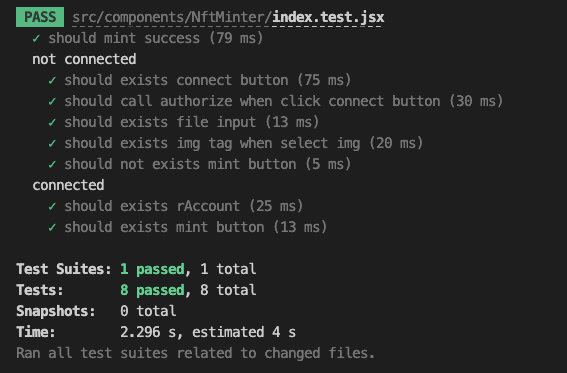 PASS src/components/NftMinter/index.test.jsx
✓ should mint success (79 ms)
not connected
✓ should exists connect button (75 ms)
✓ should call authorize when click connect button (30 ms)
✓ should exists file input (13 ms)
✓ should exists img tag when select img (20 ms)
✓ should not exists mint button (5 ms)
connected
✓ should exists rAccount (25 ms)
✓ should exists mint button (13 ms)
Test Suites: 1 passed, 1 total
Tests: 8 passed, 8 total
Snapshots: 0 total
Time: 2.296 s, estimated 4 s
Ran all test suites related to changed files.